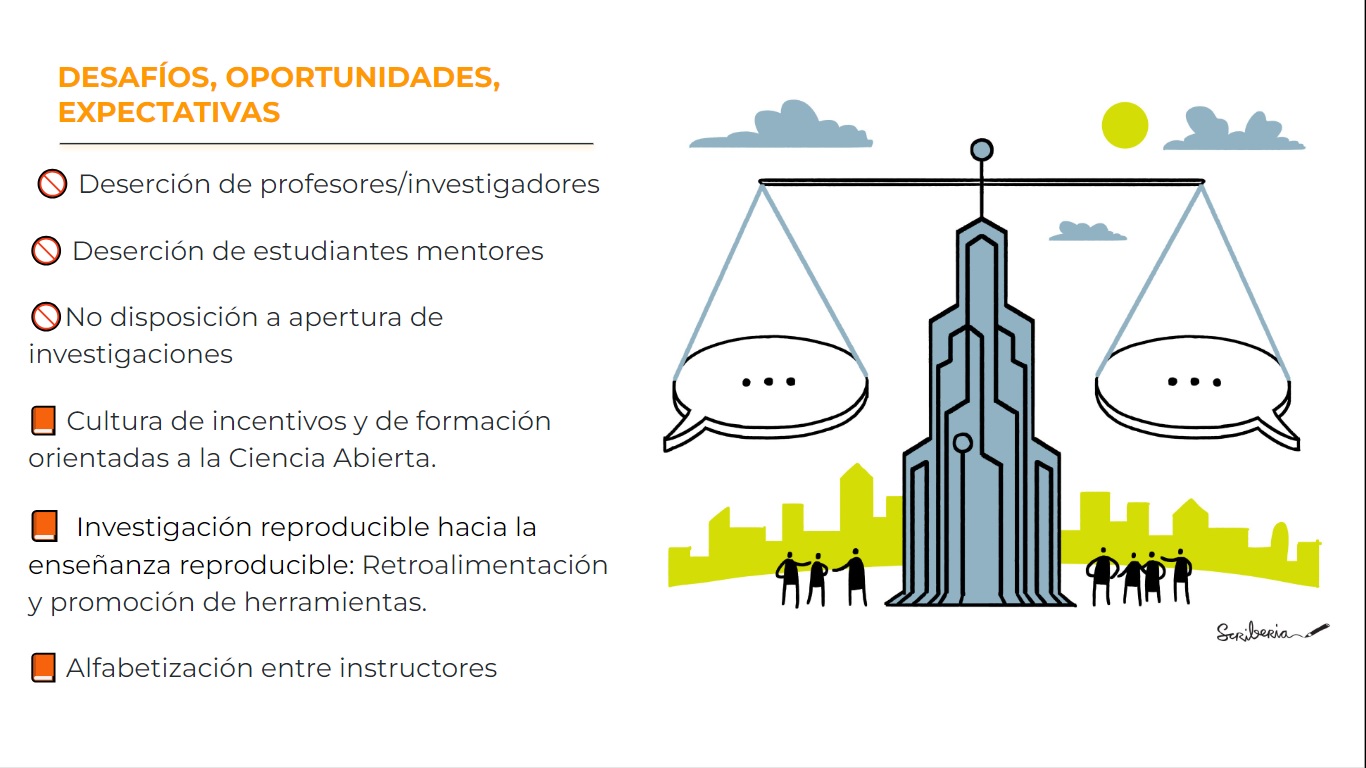 DESAFÍOS, OPORTUNIDADES,
EXPECTATIVAS
🚫 Deserción de profesores/investigadores
🚫 Deserción de estudiantes mentores
🚫No disposición a apertura de
investigaciones
📙 Cultura de incentivos y de formación
orientadas a la Ciencia Abierta.
📙 Investigación reproducible hacia la
enseñanza reproducible: Retroalimentación
y promoción de herramientas.
📙 Alfabetización entre instructores
...
...
Scriberia